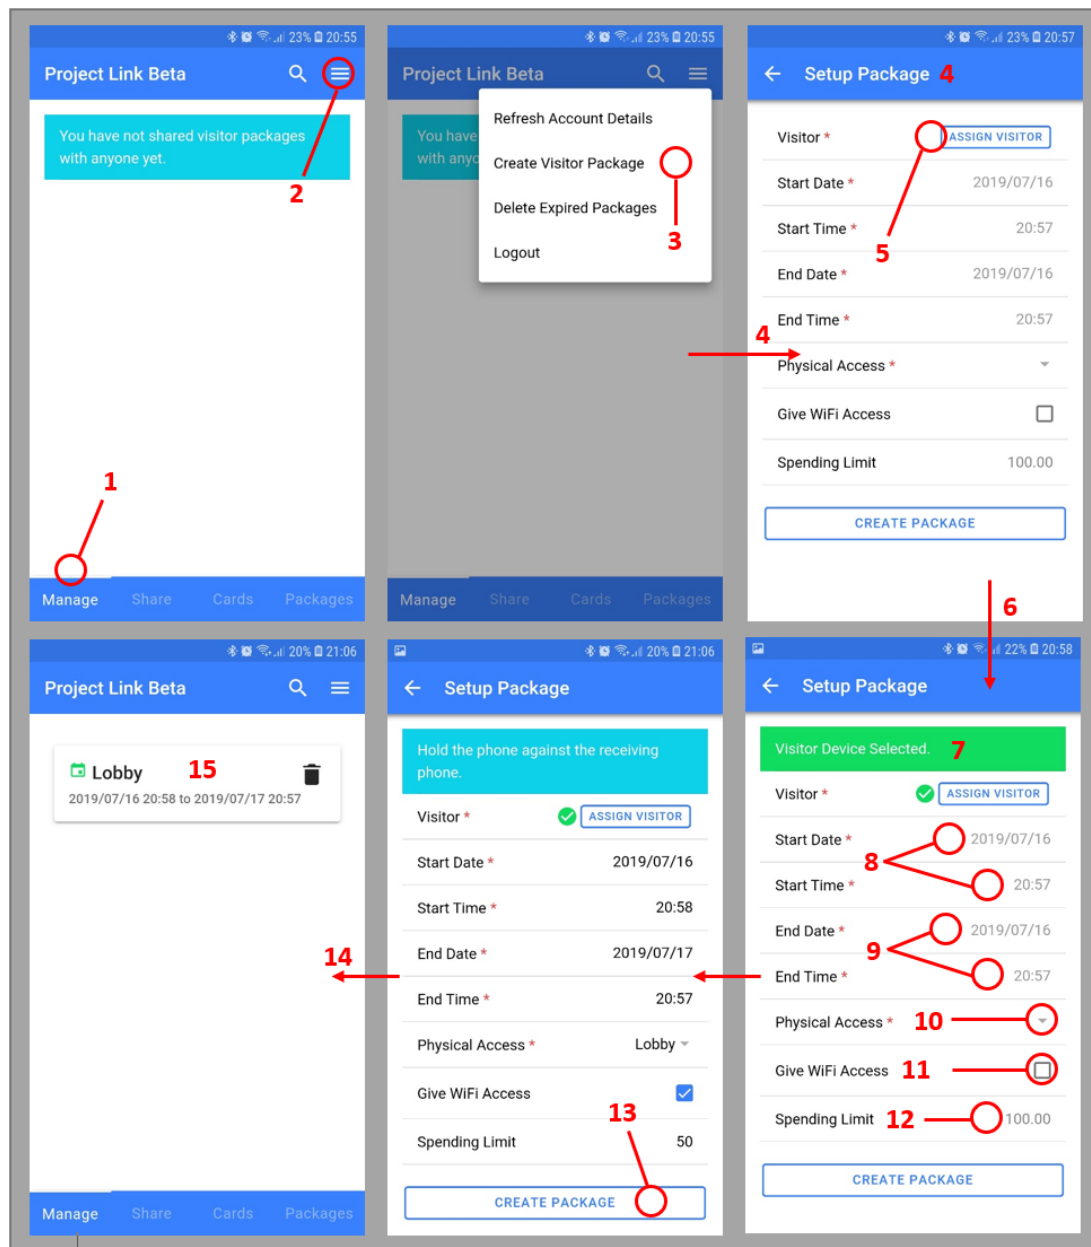 23% 20:55
Project Link Beta
You have not shared visitor packages
with anyone yet.
2
1
Manage Share Cards Packages
23% 20:55
Project Link Beta
You have
with anyo
Refresh Account Details
Create Visitor Package
3
Delete Expired Packages
Logout
4
Manage Share Cards Packages
23% 20:57
Setup Package 4
Visitor * ASSIGN VISITOR
Start Date * 2019/07/16
Start Time * 20:57
5
End Date * 2019/07/16
End Time * 20:57
Physical Access *
Give WiFi Access
Spending Limit 100.00
CREATE PACKAGE
6
20% 21:06
Project Link Beta
Lobby 15
2019/07/16 20:58 to 2019/07/17 20:57
14
Manage Share Cards Packages
20% 21:06
Setup Package
Hold the phone against the receiving
phone.
Visitor * ASSIGN VISITOR
Start Date * 2019/07/16
Start Time * 20:58
End Date * 2019/07/17
End Time * 20:57
Physical Access * Lobby
Give WiFi Access
13
Spending Limit 50
CREATE PACKAGE
22% 20:58
Setup Package
Visitor Device Selected. 7
Visitor * ASSIGN VISITOR
Start Date * 2019/07/16
8
Start Time * 20:57
End Date * 2019/07/16
9
End Time * 20:57
Physical Access * 10
Give WiFi Access 11
Spending Limit 12 100.00
CREATE PACKAGE